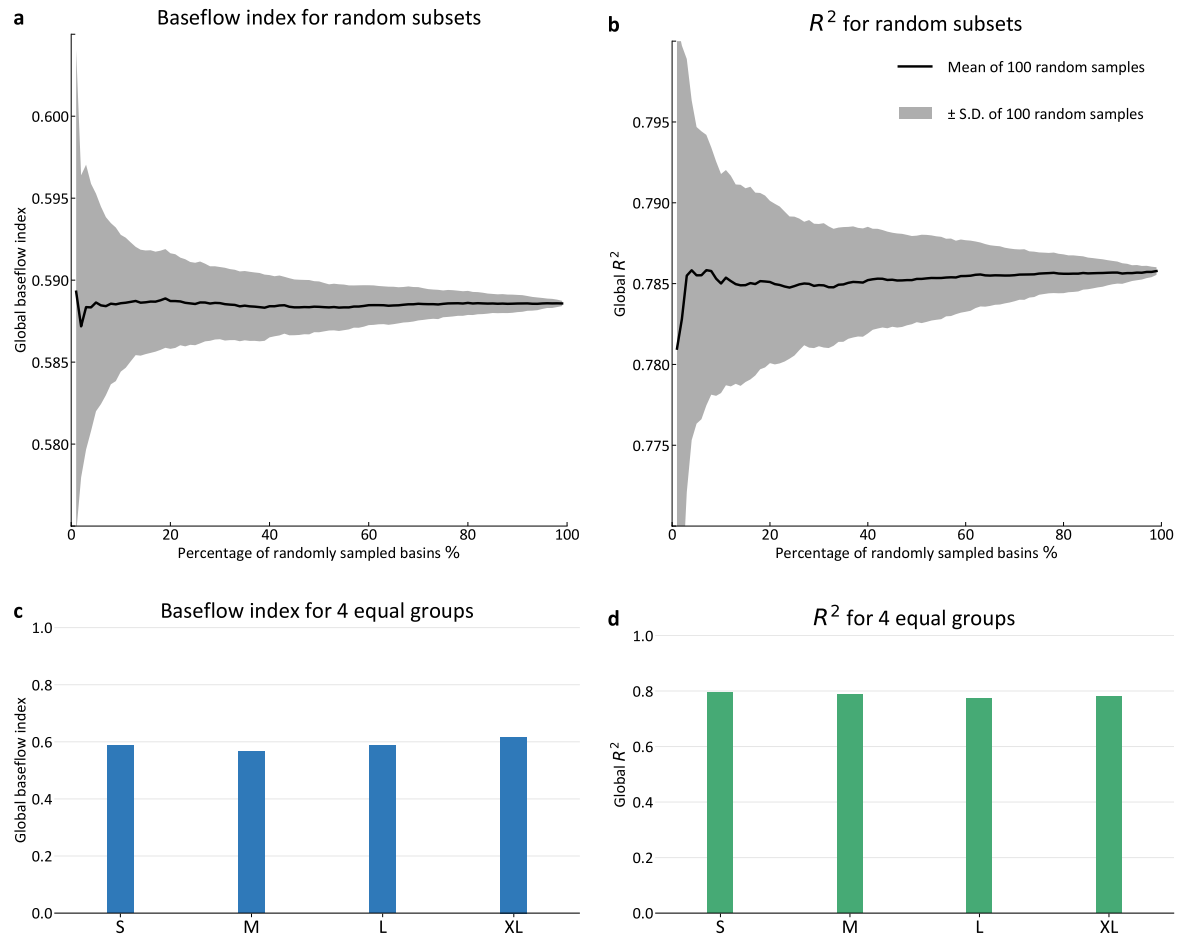 a
Baseflow index for random subsets
0.600
0.595
0.590
0.585
0.580
Global baseflow index
0 20 40 60 80 100
Percentage of randomly sampled basins %
b
R² for random subsets
Mean of 100 random samples
± S.D. of 100 random samples
0.795
0.790
0.785
0.780
0.775
Global R²
0 20 40 60 80 100
Percentage of randomly sampled basins %
c
Baseflow index for 4 equal groups
1.0
0.8
0.6
0.4
0.2
0.0
Global baseflow index
S M L XL
d
R² for 4 equal groups
1.0
0.8
0.6
0.4
0.2
0.0
Global R²
S M L XL